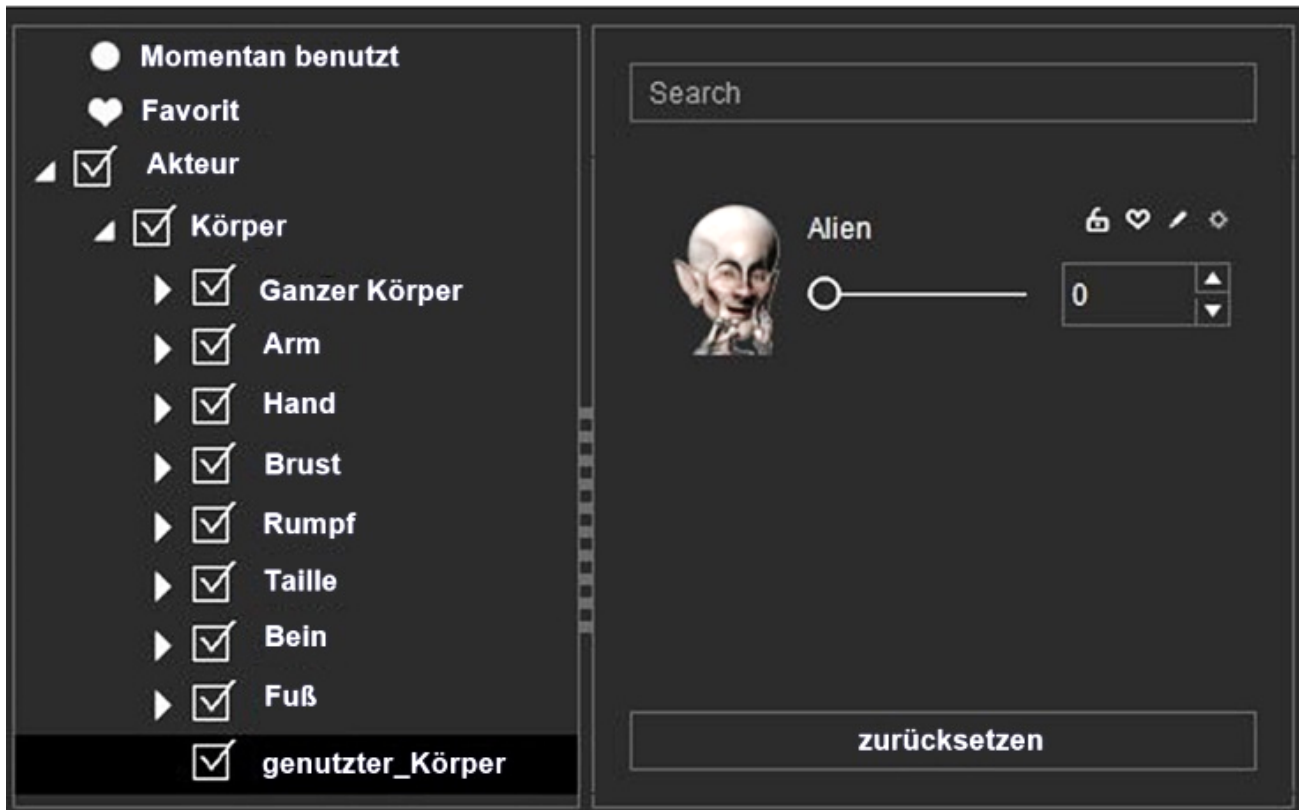 Momentan benutzt
Favorit
Akteur
Körper
Ganzer Körper
Arm
Hand
Brust
Rumpf
Taille
Bein
Fuß
genutzter_Körper
Search
Alien
0
zurücksetzen